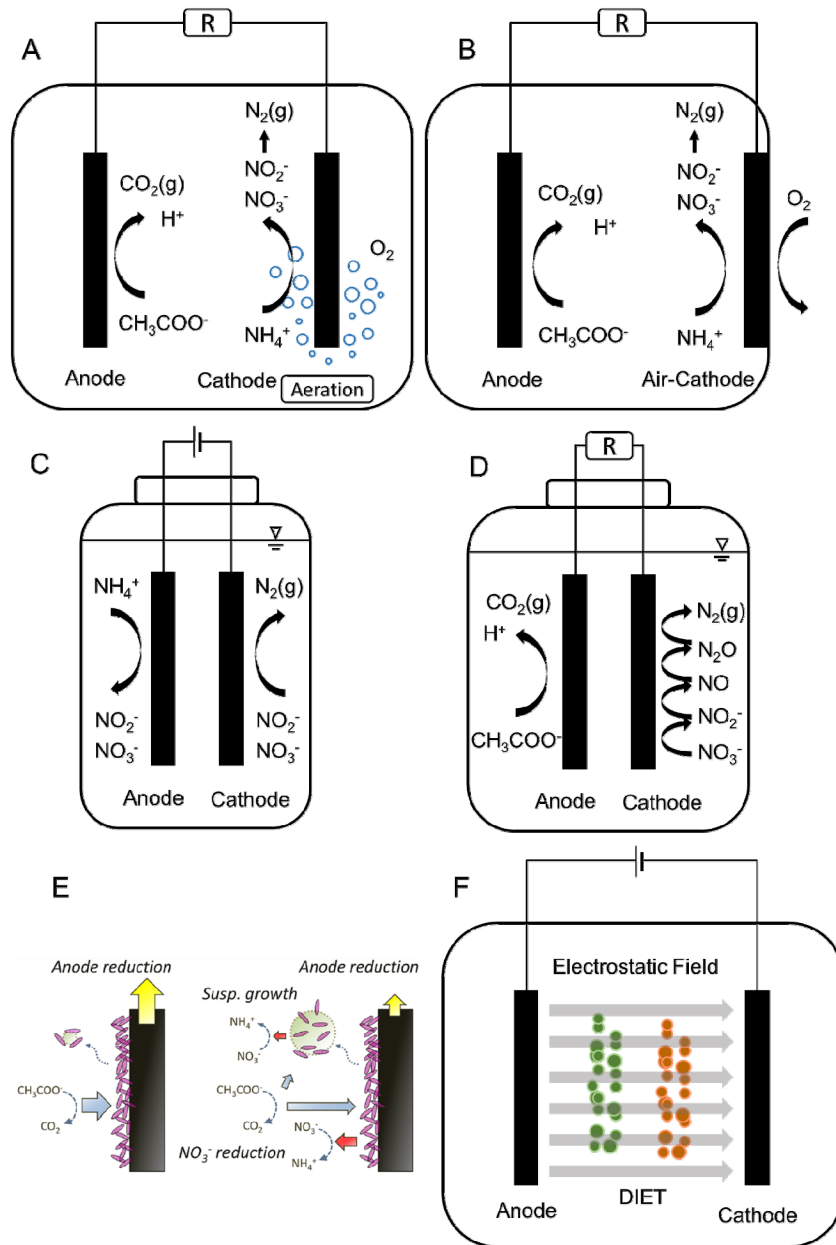 A
R
N₂(g)
NO₂⁻
NO₃⁻
CO₂(g)
H⁺
O₂
CH₃COO⁻
NH₄⁺
Anode
Cathode
Aeration
B
R
N₂(g)
NO₂⁻
NO₃⁻
CO₂(g)
H⁺
O₂
CH₃COO⁻
NH₄⁺
Anode
Air-Cathode
C
NH₄⁺
N₂(g)
NO₂⁻
NO₃⁻
NO₂⁻
NO₃⁻
Anode
Cathode
D
R
CO₂(g)
H⁺
CH₃COO⁻
N₂(g)
N₂O
NO
NO₂⁻
NO₃⁻
Anode
Cathode
E
Anode reduction
CH₃COO⁻
CO₂
Anode reduction
Susp. growth
NH₄⁺
NO₃⁻
CH₃COO⁻
CO₂
NO₃⁻
NO₃⁻ reduction
NH₄⁺
F
Electrostatic Field
Anode
DIET
Cathode